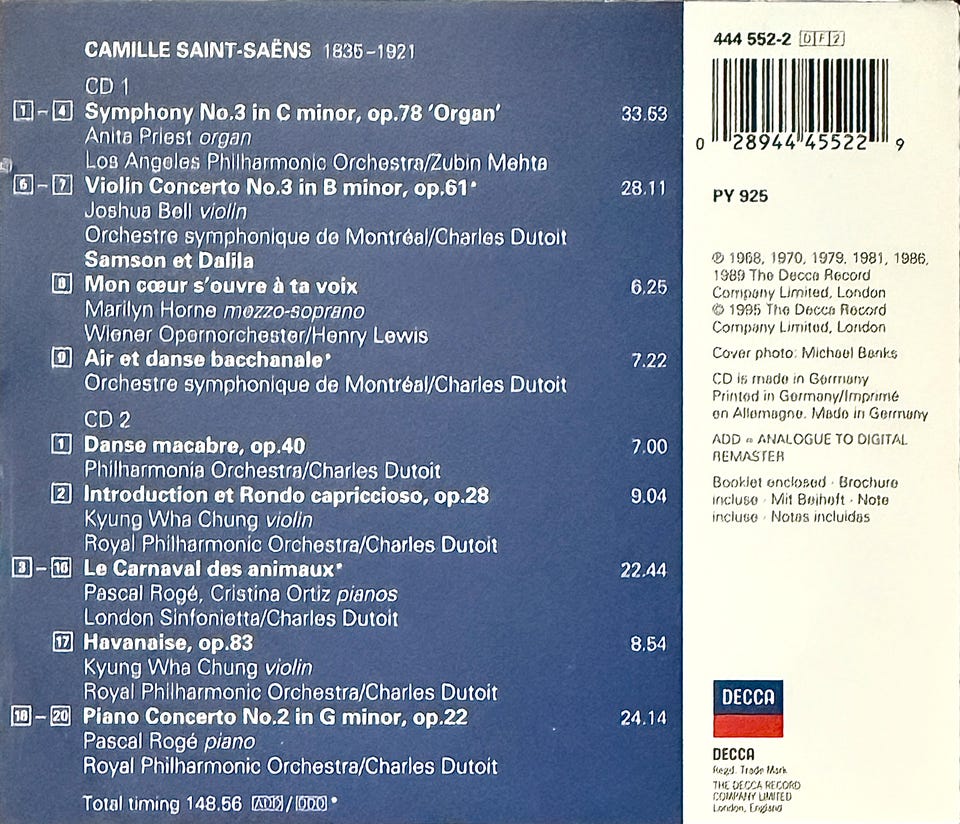 CAMILLE SAINT-SAËNS 1835–1921
CD 1
1 – 4 Symphony No.3 in C minor, op.78 'Organ' 33.53
Anita Priest organ
Los Angeles Philharmonic Orchestra/Zubin Mehta
5 – 7 Violin Concerto No.3 in B minor, op.61* 28.11
Joshua Bell violin
Orchestre symphonique de Montréal/Charles Dutoit
Samson et Dalila
8 Mon cœur s'ouvre à ta voix 6.25
Marilyn Horne mezzo-soprano
Wiener Opernorchester/Henry Lewis
9 Air et danse bacchanale* 7.22
Orchestre symphonique de Montréal/Charles Dutoit
CD 2
1 Danse macabre, op.40 7.00
Philharmonia Orchestra/Charles Dutoit
2 Introduction et Rondo capriccioso, op.28 9.04
Kyung Wha Chung violin
Royal Philharmonic Orchestra/Charles Dutoit
3 – 16 Le Carnaval des animaux* 22.44
Pascal Rogé, Cristina Ortiz pianos
London Sinfonietta/Charles Dutoit
17 Havanaise, op.83 8.54
Kyung Wha Chung violin
Royal Philharmonic Orchestra/Charles Dutoit
18 – 20 Piano Concerto No.2 in G minor, op.22 24.14
Pascal Rogé piano
Royal Philharmonic Orchestra/Charles Dutoit
Total timing 148.56 ADD / DDD *
444 552-2 DF2
0 28944 45522 9
PY 925
℗ 1968, 1970, 1979, 1981, 1986,
1989 The Decca Record
Company Limited, London
© 1995 The Decca Record
Company Limited, London
Cover photo: Michael Banks
CD is made in Germany
Printed in Germany/Imprimé
en Allemagne. Made in Germany
ADD = ANALOGUE TO DIGITAL
REMASTER
Booklet enclosed · Brochure
incluse · Mit Beiheft · Note
incluse · Notas incluidas
DECCA
DECCA
Regd. Trade Mark
THE DECCA RECORD
COMPANY LIMITED
London, England